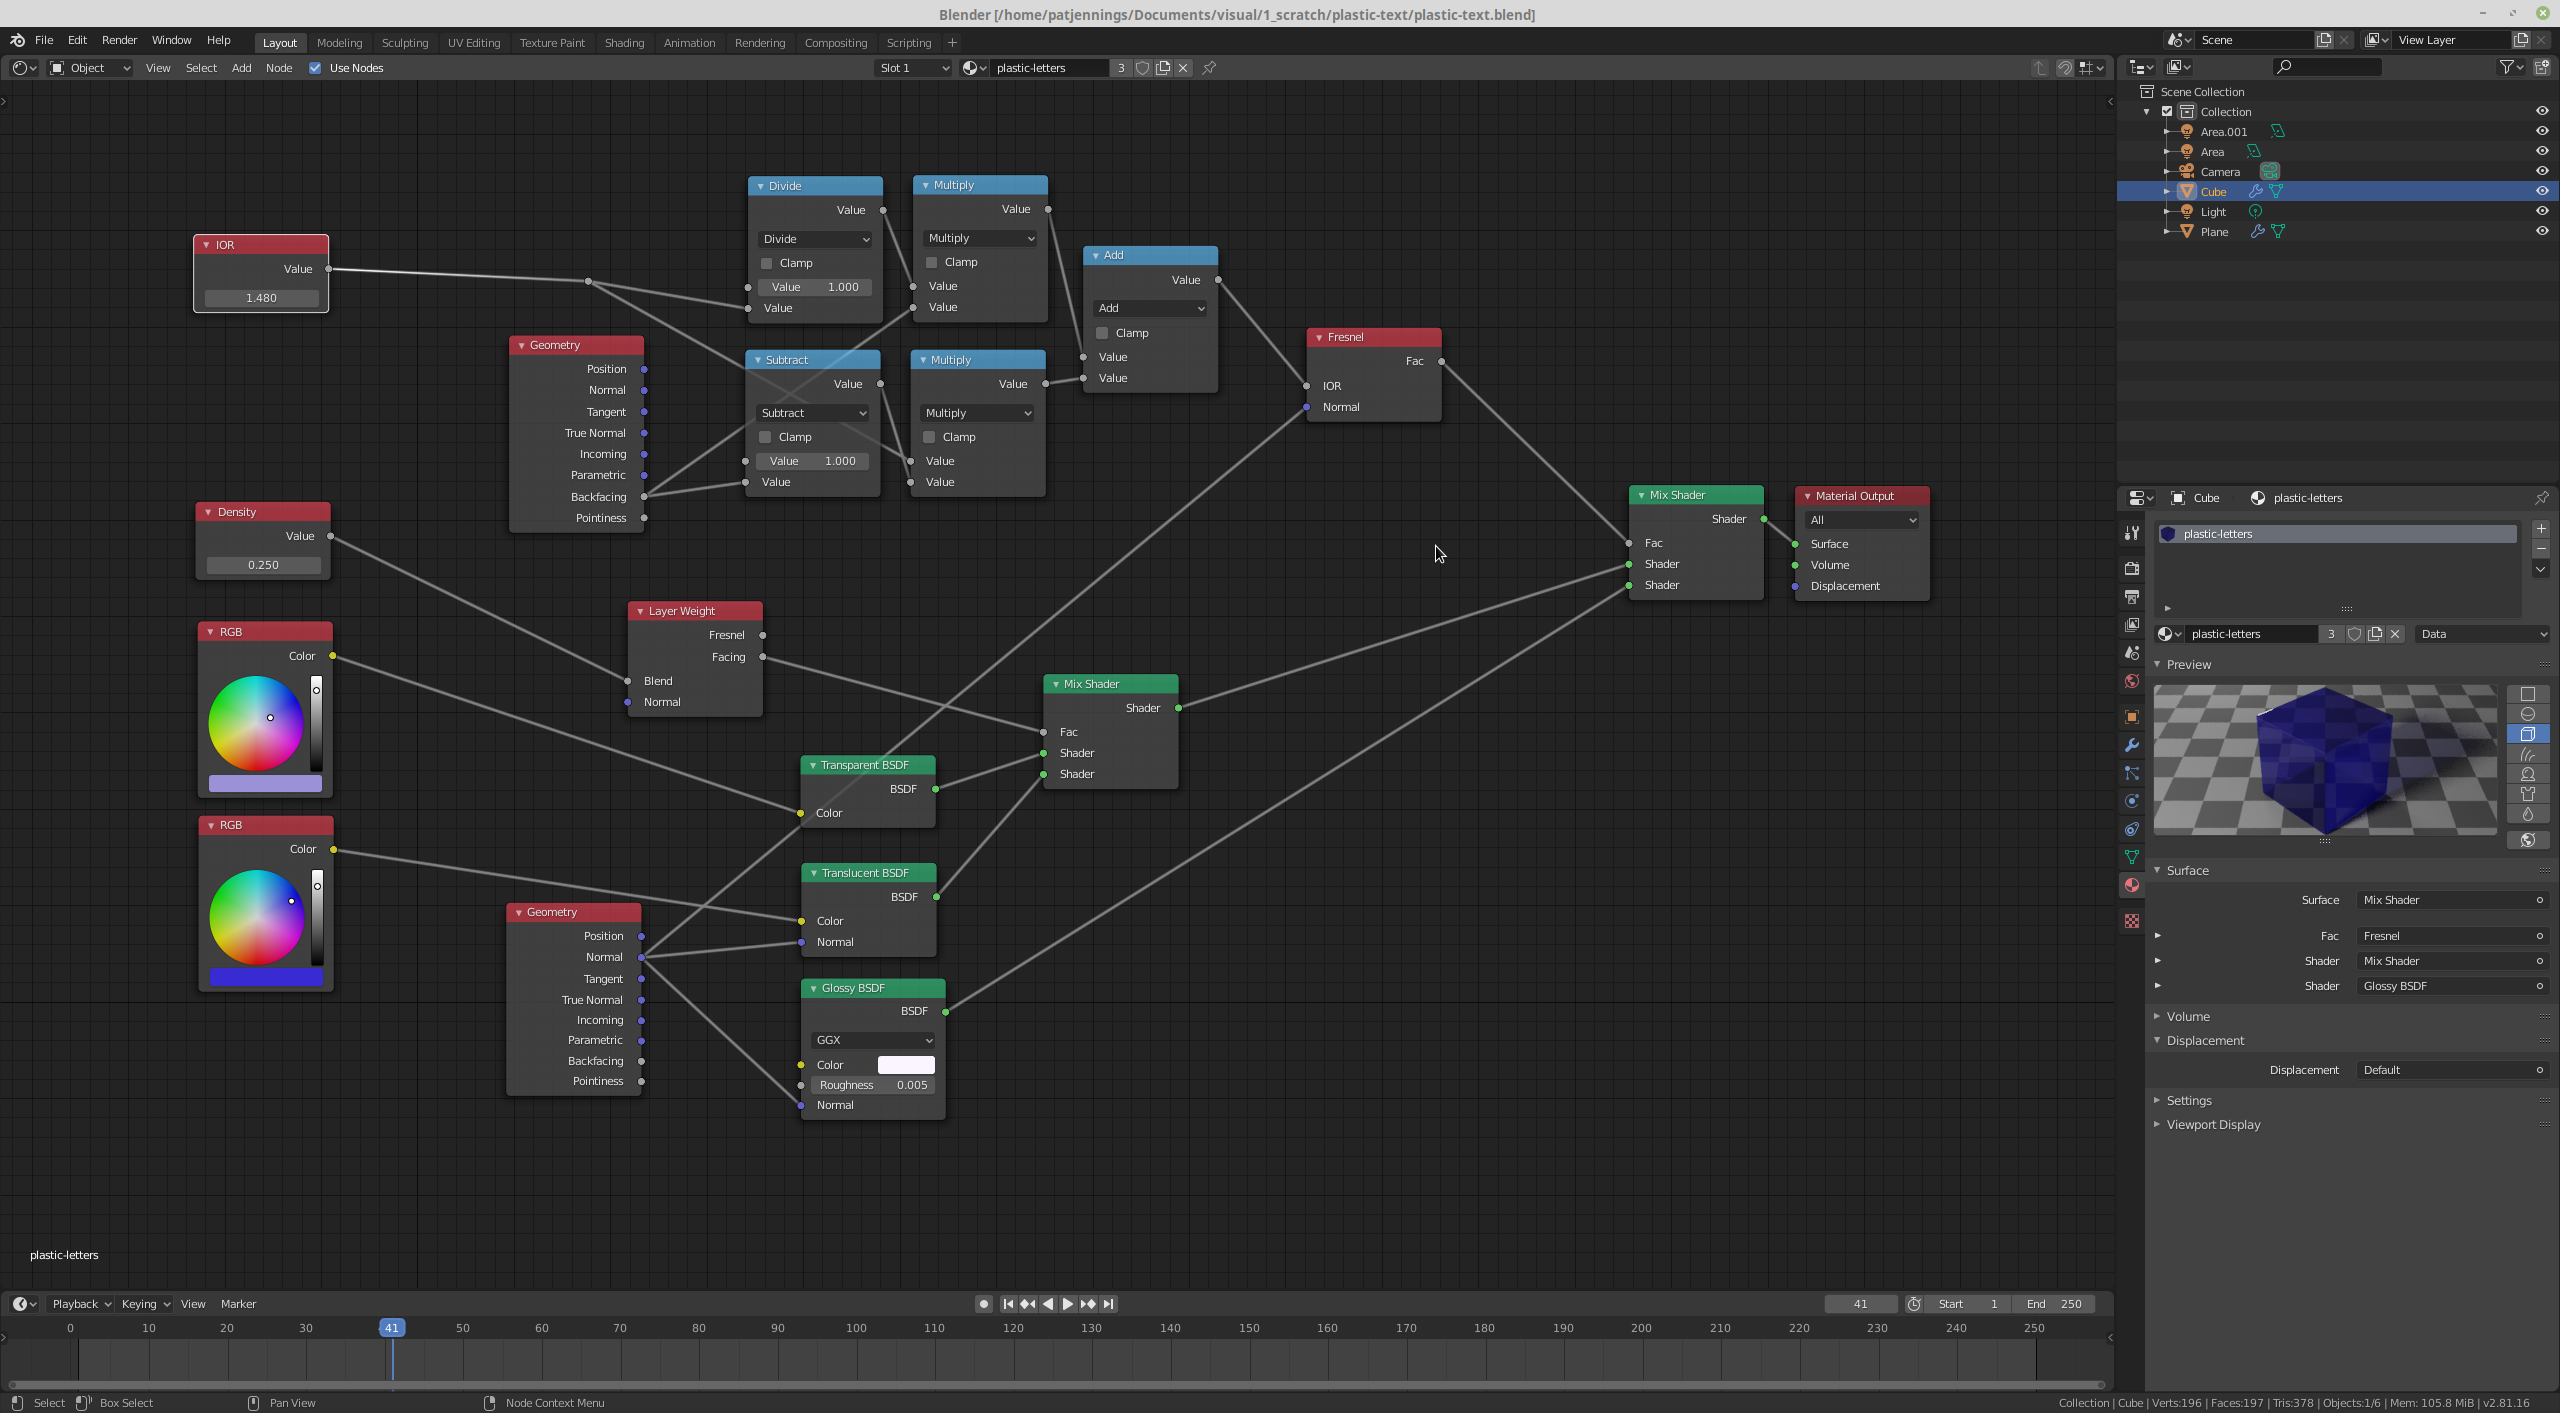 Blender [/home/patjennings/Documents/visual/1_scratch/plastic-text/plastic-text.blend]
File Edit Render Window Help Layout Modeling Sculpting UV Editing Texture Paint Shading Animation Rendering Compositing Scripting + Scene View Layer
Object View Select Add Node Use Nodes Slot 1 plastic-letters 3
IOR
Value
1.480
Divide
Value
Divide
Clamp
Value 1.000
Value
Multiply
Value
Multiply
Clamp
Value
Value
Add
Value
Add
Clamp
Value
Value
Geometry
Position
Normal
Tangent
True Normal
Incoming
Parametric
Backfacing
Pointiness
Subtract
Value
Subtract
Clamp
Value 1.000
Value
Multiply
Value
Multiply
Clamp
Value
Value
Fresnel
Fac
IOR
Normal
Density
Value
0.250
Mix Shader
Shader
Fac
Shader
Shader
Material Output
All
Surface
Volume
Displacement
RGB
Color
Layer Weight
Fresnel
Facing
Blend
Normal
Mix Shader
Shader
Fac
Shader
Shader
Transparent BSDF
BSDF
Color
RGB
Color
Translucent BSDF
BSDF
Color
Normal
Geometry
Position
Normal
Tangent
True Normal
Incoming
Parametric
Backfacing
Pointiness
Glossy BSDF
BSDF
GGX
Color
Roughness 0.005
Normal
plastic-letters
Scene Collection
Collection
Area.001
Area
Camera
Cube
Light
Plane
Cube plastic-letters
plastic-letters
plastic-letters 3 Data
Preview
Surface
Surface Mix Shader
Fac Fresnel
Shader Mix Shader
Shader Glossy BSDF
Volume
Displacement
Displacement Default
Settings
Viewport Display
Playback Keying View Marker 41 Start 1 End 250
0 10 20 30 41 50 60 70 80 90 100 110 120 130 140 150 160 170 180 190 200 210 220 230 240 250
Select Box Select Pan View Node Context Menu Collection | Cube | Verts:196 | Faces:197 | Tris:378 | Objects:1/6 | Mem: 105.8 MiB | v2.81.16